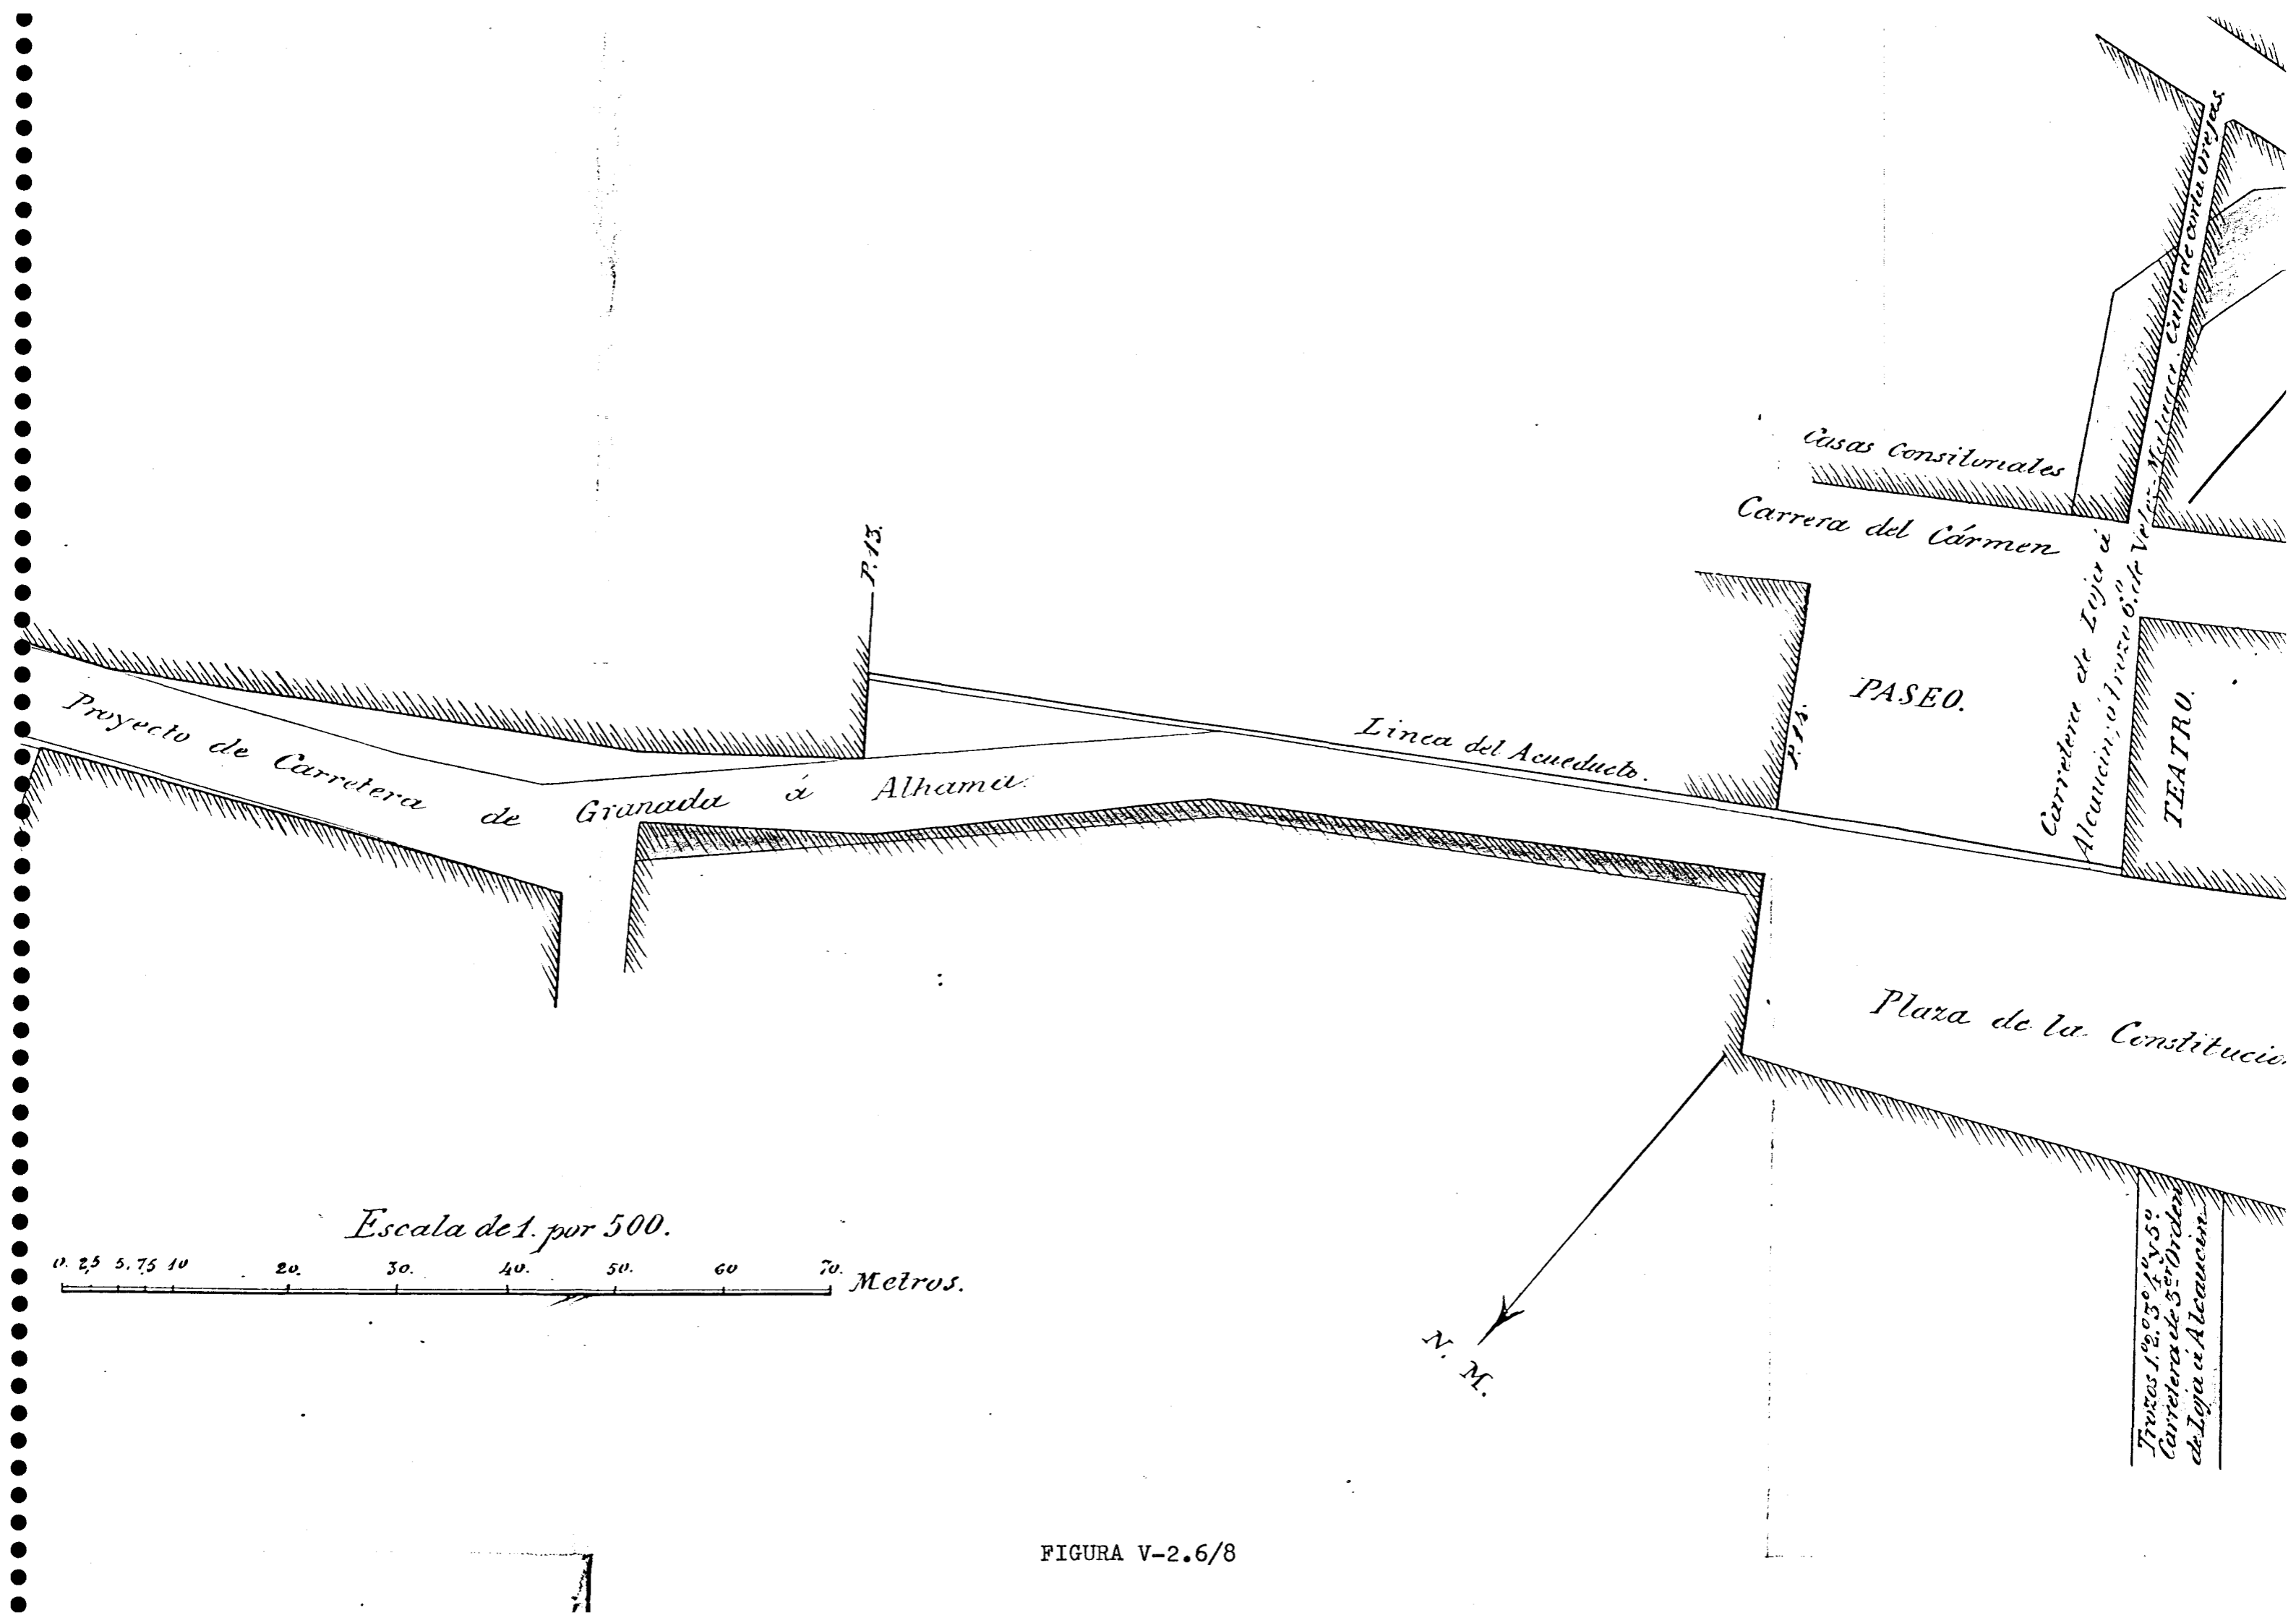 Calle de corta Orejas.
Casas Consitoriales
Carrera del Cármen
P. 13.
Carretera de Loja á
Alcaucin, ó trozo 6.º de Velez-Malaga.
PASEO.
TEATRO.
P. 14.
Linea del Acueducto.
Proyecto de Carretera de Granada á Alhama.
Plaza de la Constitucio
Escala de 1. por 500.
0. 2,5 5. 7,5 10 20. 30. 40. 50. 60 70. Metros.
N. M.
Trozos 1.º 2.º 3.º 4.º y 5.º
Carretera de 3.er Orden
de Loja á Alcaucin
FIGURA V-2.6/8